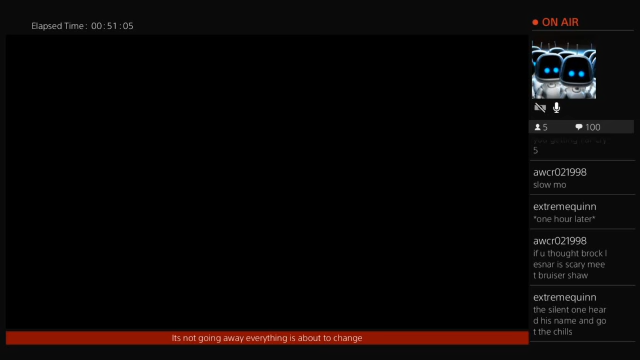 Elapsed Time: 00:51:05
ON AIR
5
100
5
awcr021998
slow mo
extremequinn
*one hour later*
awcr021998
if u thought brock l
esnar is scary mee
t bruiser shaw
extremequinn
the silent one hear
d his name and go
t the chills
Its not going away everything is about to change